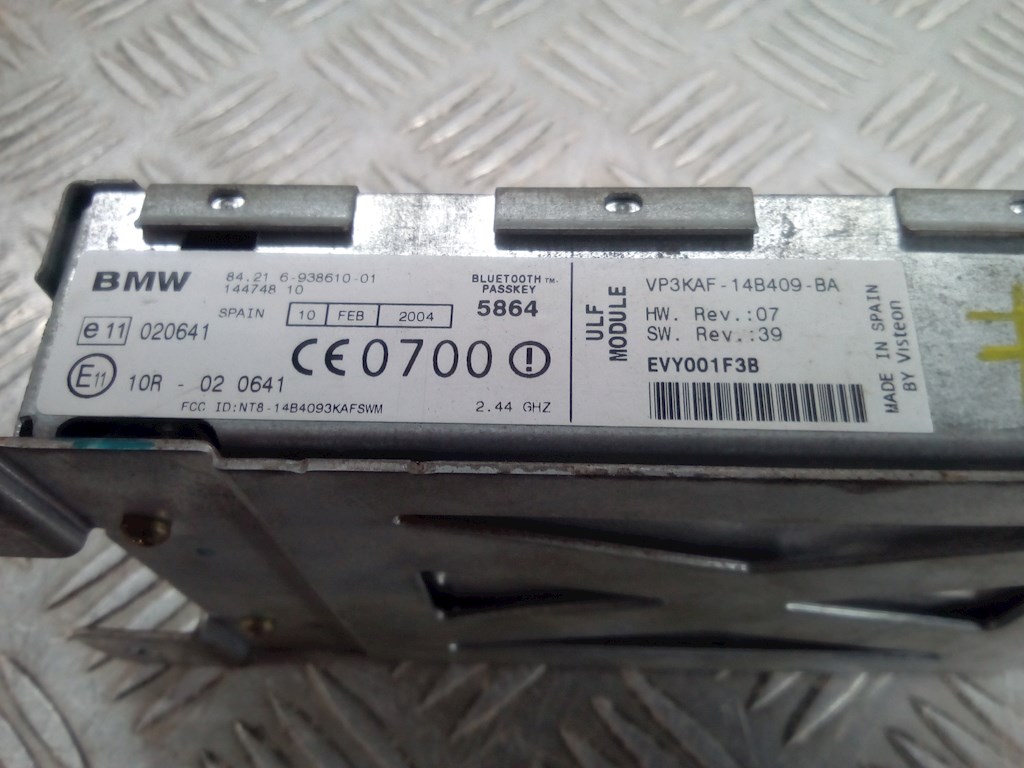 BMW
84.21 6-938610-01
144748 10
SPAIN
10 FEB 2004
BLUETOOTH™
PASSKEY
5864
e 11 020641
CE 0700
E11 10R - 02 0641
FCC ID:NT8-14B4093KAFSWM
2.44 GHZ
ULF
MODULE
VP3KAF-14B409-BA
HW. Rev.:07
SW. Rev.:39
EVY001F3B
MADE IN SPAIN
BY Visteon